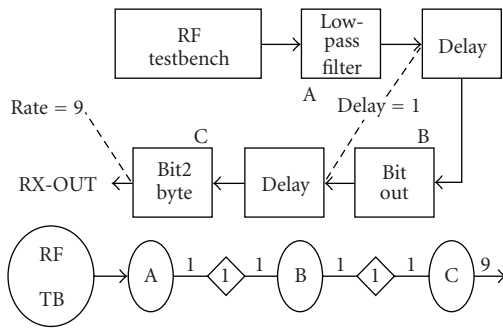 RF
testbench
Low-
pass
filter
Delay
A
Delay = 1
B
Rate = 9
C
RX-OUT
Bit2
byte
Delay
Bit
out
RF
TB
A
1
1
1
B
1
1
1
C
9